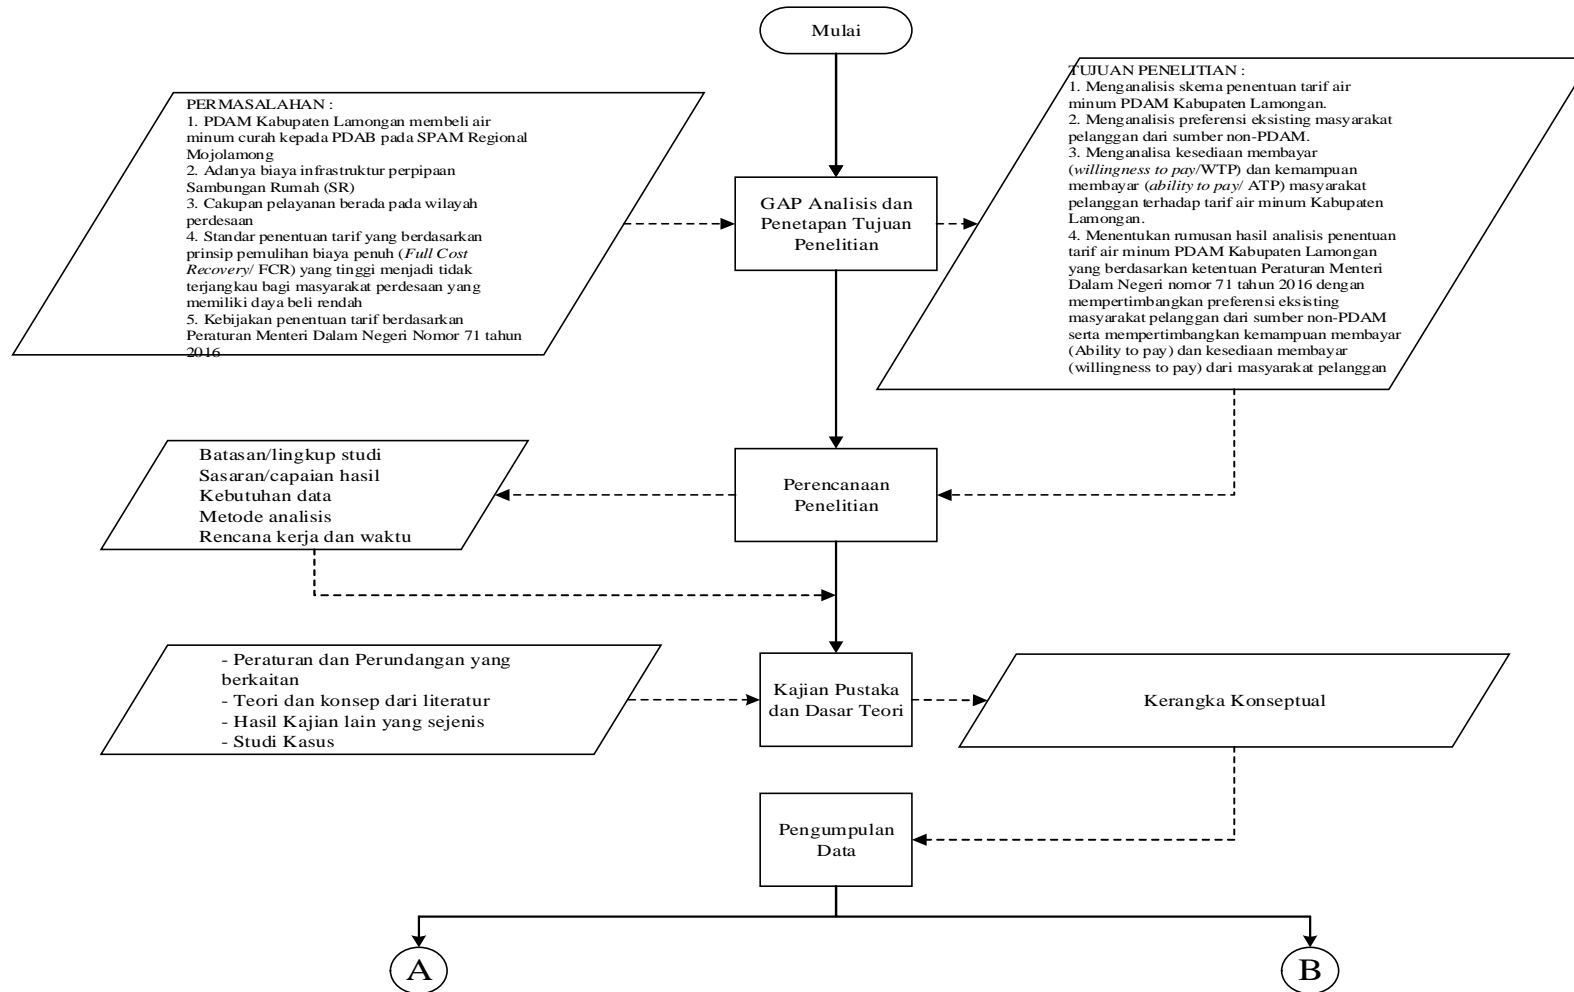 Mulai
PERMASALAHAN :
1. PDAM Kabupaten Lamongan membeli air
minum curah kepada PDAB pada SPAM Regional
Mojolamong
2. Adanya biaya infrastruktur perpipaan
Sambungan Rumah (SR)
3. Cakupan pelayanan berada pada wilayah
perdesaan
4. Standar penentuan tarif yang berdasarkan
prinsip pemulihan biaya penuh (Full Cost
Recovery/ FCR) yang tinggi menjadi tidak
terjangkau bagi masyarakat perdesaan yang
memiliki daya beli rendah
5. Kebijakan penentuan tarif berdasarkan
Peraturan Menteri Dalam Negeri Nomor 71 tahun
2016
GAP Analisis dan
Penetapan Tujuan
Penelitian
TUJUAN PENELITIAN :
1. Menganalisis skema penentuan tarif air
minum PDAM Kabupaten Lamongan.
2. Menganalisis preferensi eksisting masyarakat
pelanggan dari sumber non-PDAM.
3. Menganalisa kesediaan membayar
(willingness to pay/WTP) dan kemampuan
membayar (ability to pay/ ATP) masyarakat
pelanggan terhadap tarif air minum Kabupaten
Lamongan.
4. Menentukan rumusan hasil analisis penentuan
tarif air minum PDAM Kabupaten Lamongan
yang berdasarkan ketentuan Peraturan Menteri
Dalam Negeri nomor 71 tahun 2016 dengan
mempertimbangkan preferensi eksisting
masyarakat pelanggan dari sumber non-PDAM
serta mempertimbangkan kemampuan membayar
(Ability to pay) dan kesediaan membayar
(willingness to pay) dari masyarakat pelanggan
Batasan/lingkup studi
Sasaran/capaian hasil
Kebutuhan data
Metode analisis
Rencana kerja dan waktu
Perencanaan
Penelitian
- Peraturan dan Perundangan yang
berkaitan
- Teori dan konsep dari literatur
- Hasil Kajian lain yang sejenis
- Studi Kasus
Kajian Pustaka
dan Dasar Teori
Kerangka Konseptual
Pengumpulan
Data
A
B